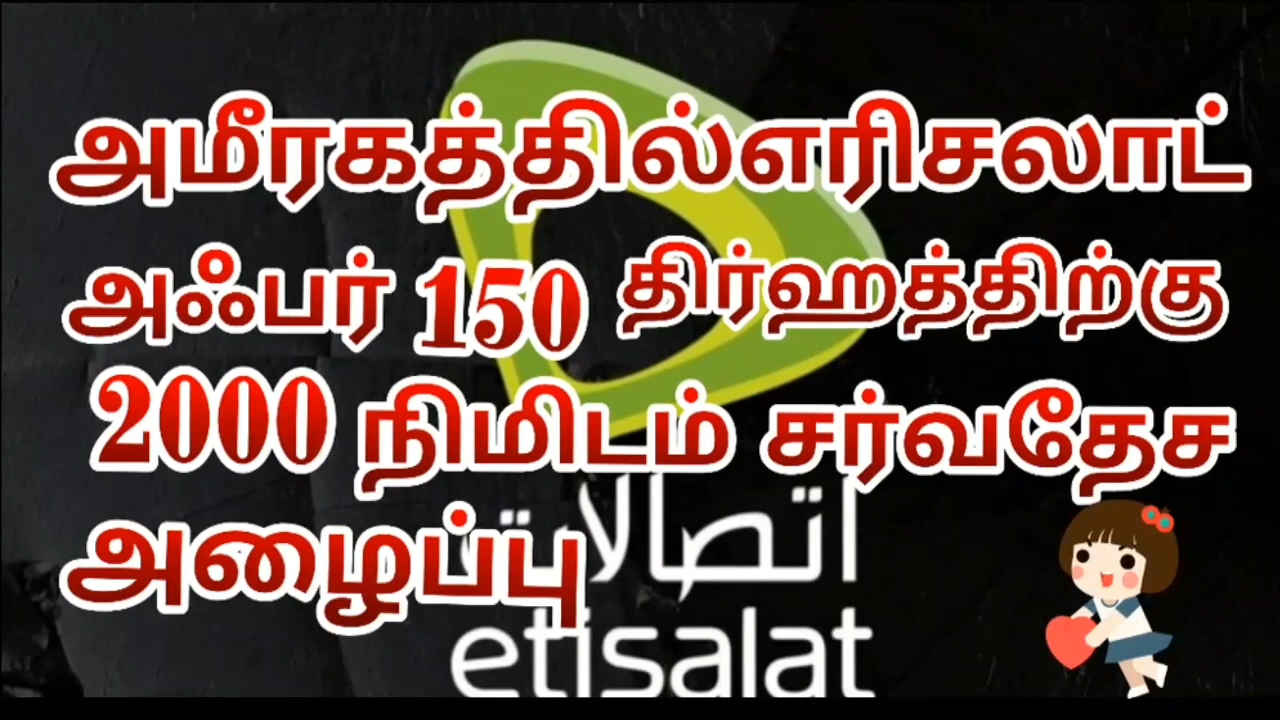 அமீரகத்தில்எரிசலாட்
அஃபர் 150 திர்ஹத்திற்கு
2000 நிமிடம் சர்வதேச
அழைப்பு
اتصالات
etisalat